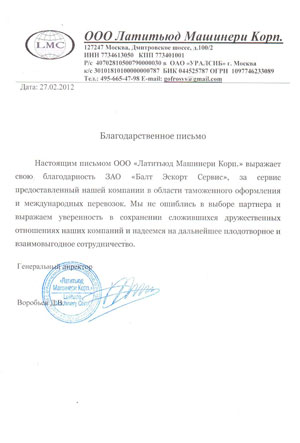 LMC
ООО Латитьюд Машинери Корп.
127247 Москва, Дмитровское шоссе, д.100/2
ИНН 7734613050 КПП 773401001
Р/с 40702810500790000030 в ОАО «УРАЛСИБ» г. Москва
к/с 30101810100000000787 БИК 044525787 ОГРН 1097746233089
Тел.: 495-665-47-98 E-mail:
Дата: 27.02.2012
Благодарственное письмо
Настоящим письмом ООО «Латитьюд Машинери Корп.» выражает
свою благодарность ЗАО «Балт Эскорт Сервис», за сервис
предоставленный нашей компании в области таможенного оформления
и международных перевозок. Мы не ошиблись в выборе партнера и
выражаем уверенность в сохранении сложившихся дружественных
отношениях наших компаний и надеемся на дальнейшее плодотворное и
взаимовыгодное сотрудничество.
Генеральный директор
«Латитьюд
Машинери Корп.»
Воробьев Д.В.